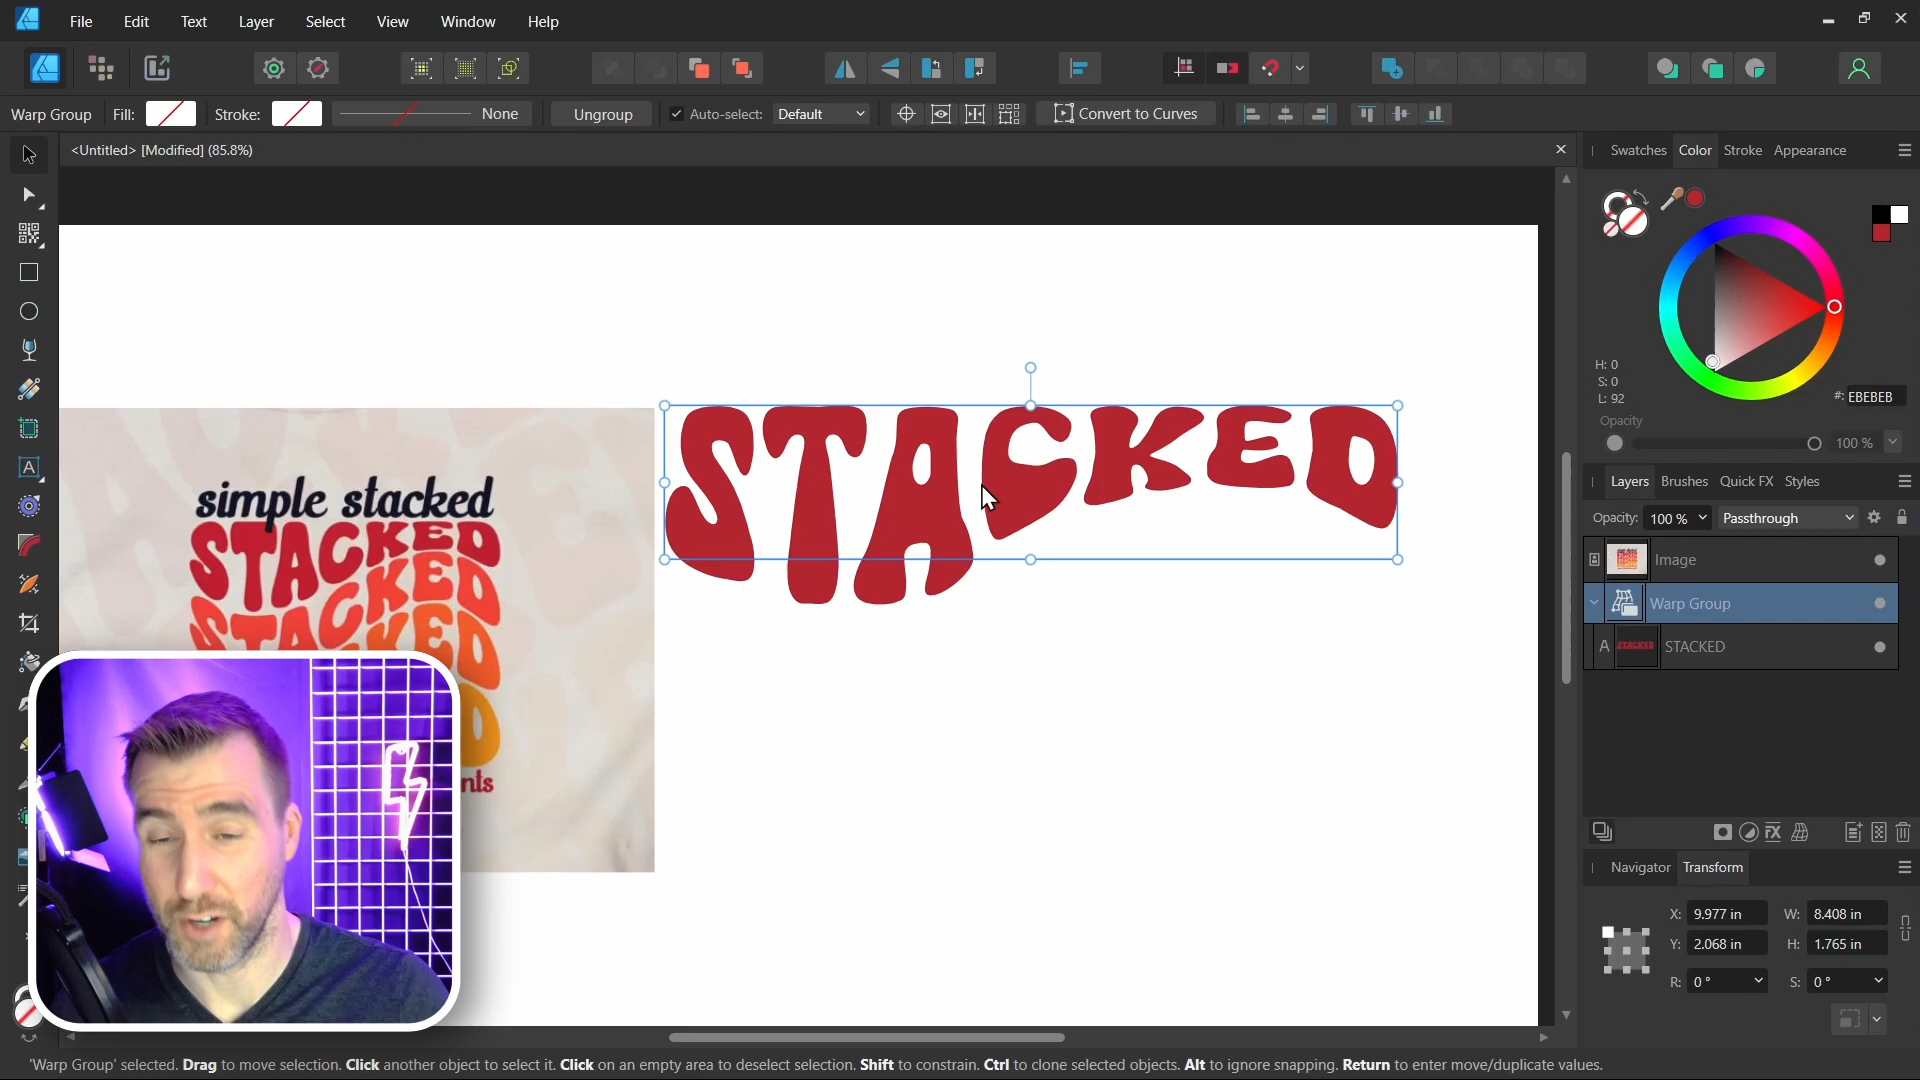 File Edit Text Layer Select View Window Help
Warp Group Fill: Stroke: None Ungroup Auto-select: Default Convert to Curves
<Untitled> [Modified] (85.8%)
Swatches Color Stroke Appearance
H: 0
S: 0
L: 92
#: EBEBEB
Opacity
100 %
Layers Brushes Quick FX Styles
Opacity: 100 % Passthrough
Image
Warp Group
A STACKED STACKED
Navigator Transform
X: 9.977 in W: 8.408 in
Y: 2.068 in H: 1.765 in
R: 0 ° S: 0 °
STACKED
simple stacked
STACKED
STACKED
nts
'Warp Group' selected. Drag to move selection. Click another object to select it. Click on an empty area to deselect selection. Shift to constrain. Ctrl to clone selected objects. Alt to ignore snapping. Return to enter move/duplicate values.